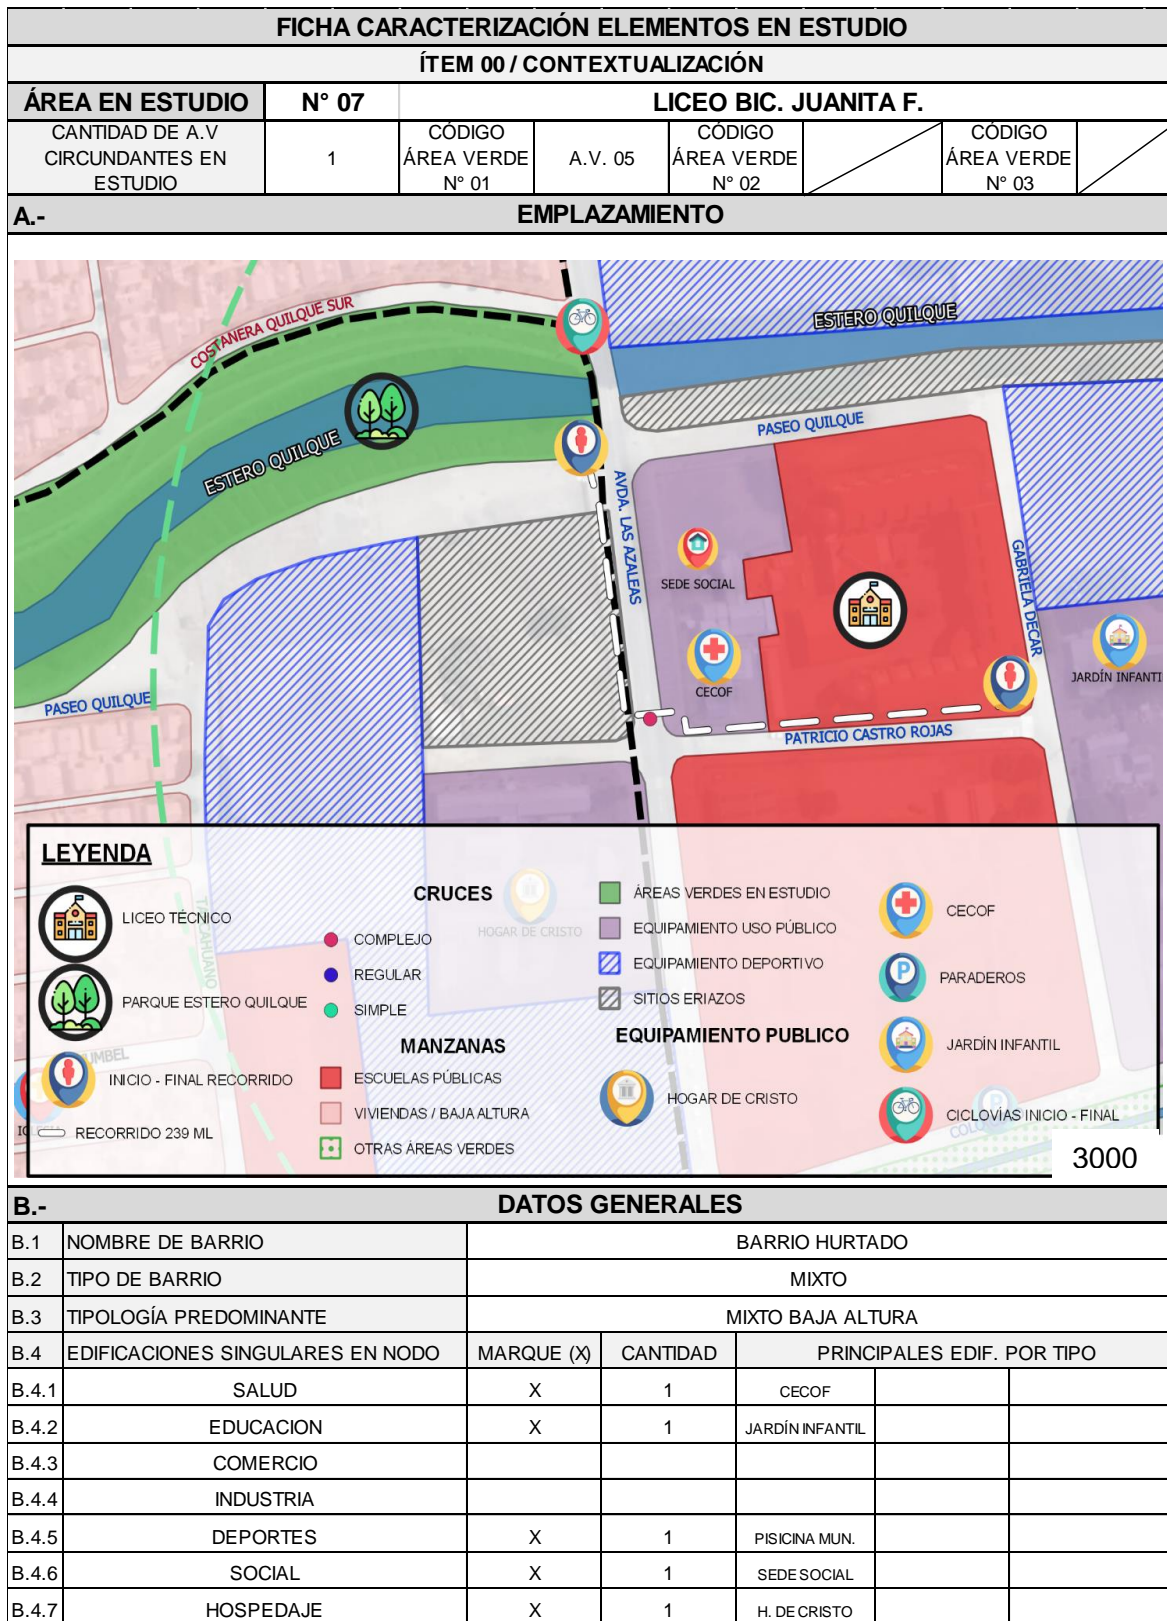 FICHA CARACTERIZACIÓN ELEMENTOS EN ESTUDIO
ÍTEM 00 / CONTEXTUALIZACIÓN
ÁREA EN ESTUDIO N° 07 LICEO BIC. JUANITA F.
CANTIDAD DE A.V CIRCUNDANTES EN ESTUDIO 1 CÓDIGO ÁREA VERDE N° 01 A.V. 05 CÓDIGO ÁREA VERDE N° 02 CÓDIGO ÁREA VERDE N° 03
A.- EMPLAZAMIENTO
COSTANERA QUILQUE SUR
ESTERO QUILQUE
ESTERO QUILQUE
PASEO QUILQUE
AVDA. LAS AZALEAS
SEDE SOCIAL
GABRIELA DECAR
CECOF
JARDÍN INFANTI
PASEO QUILQUE
PATRICIO CASTRO ROJAS
LEYENDA
LICEO TÉCNICO
PARQUE ESTERO QUILQUE
INICIO - FINAL RECORRIDO
RECORRIDO 239 ML
TALCAHUANO
YUMBEL
IGLESIA
CRUCES
COMPLEJO
REGULAR
SIMPLE
HOGAR DE CRISTO
MANZANAS
ESCUELAS PÚBLICAS
VIVIENDAS / BAJA ALTURA
OTRAS ÁREAS VERDES
ÁREAS VERDES EN ESTUDIO
EQUIPAMIENTO USO PÚBLICO
EQUIPAMIENTO DEPORTIVO
SITIOS ERIAZOS
EQUIPAMIENTO PUBLICO
HOGAR DE CRISTO
CECOF
P PARADEROS
JARDÍN INFANTIL
CICLOVÍAS INICIO - FINAL
P
3000
B.- DATOS GENERALES
B.1 NOMBRE DE BARRIO BARRIO HURTADO
B.2 TIPO DE BARRIO MIXTO
B.3 TIPOLOGÍA PREDOMINANTE MIXTO BAJA ALTURA
B.4 EDIFICACIONES SINGULARES EN NODO MARQUE (X) CANTIDAD PRINCIPALES EDIF. POR TIPO
B.4.1 SALUD X 1 CECOF
B.4.2 EDUCACION X 1 JARDÍN INFANTIL
B.4.3 COMERCIO
B.4.4 INDUSTRIA
B.4.5 DEPORTES X 1 PISICINA MUN.
B.4.6 SOCIAL X 1 SEDE SOCIAL
B.4.7 HOSPEDAJE X 1 H. DE CRISTO